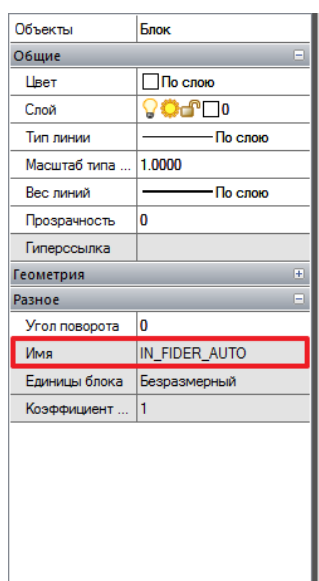 Объекты Блок
Общие
Цвет По слою
Слой 0
Тип линии По слою
Масштаб типа ... 1.0000
Вес линий По слою
Прозрачность 0
Гиперссылка
Геометрия
Разное
Угол поворота 0
Имя IN_FIDER_AUTO
Единицы блока Безразмерный
Коэффициент ... 1